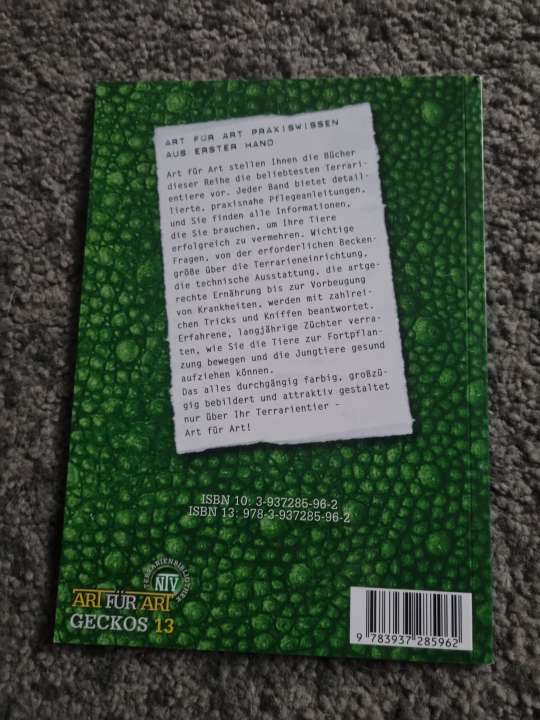 ART FÜR ART PRAXISWISSEN
AUS ERSTER HAND
Art für Art stellen Ihnen die Bücher
dieser Reihe die beliebtesten Terrari-
entiere vor. Jeder Band bietet detail-
lierte, praxisnahe Pflegeanleitungen,
und Sie finden alle Informationen,
die Sie brauchen, um Ihre Tiere
erfolgreich zu vermehren. Wichtige
Fragen, von der erforderlichen Becken-
größe über die Terrarieneinrichtung,
die technische Ausstattung, die artge-
rechte Ernährung bis zur Vorbeugung
von Krankheiten, werden mit zahlrei-
chen Tricks und Kniffen beantwortet.
Erfahrene, langjährige Züchter verra-
ten, wie Sie die Tiere zur Fortpflan-
zung bewegen und die Jungtiere gesund
aufziehen können.
Das alles durchgängig farbig, großzü-
gig bebildert und attraktiv gestaltet
nur über Ihr Terrarientier -
Art für Art!
ISBN 10: 3-937285-96-2
ISBN 13: 978-3-937285-96-2
TERRARIENBIBLIOTHEK
NTV
ART FÜR ART
GECKOS 13
9 783937 285962